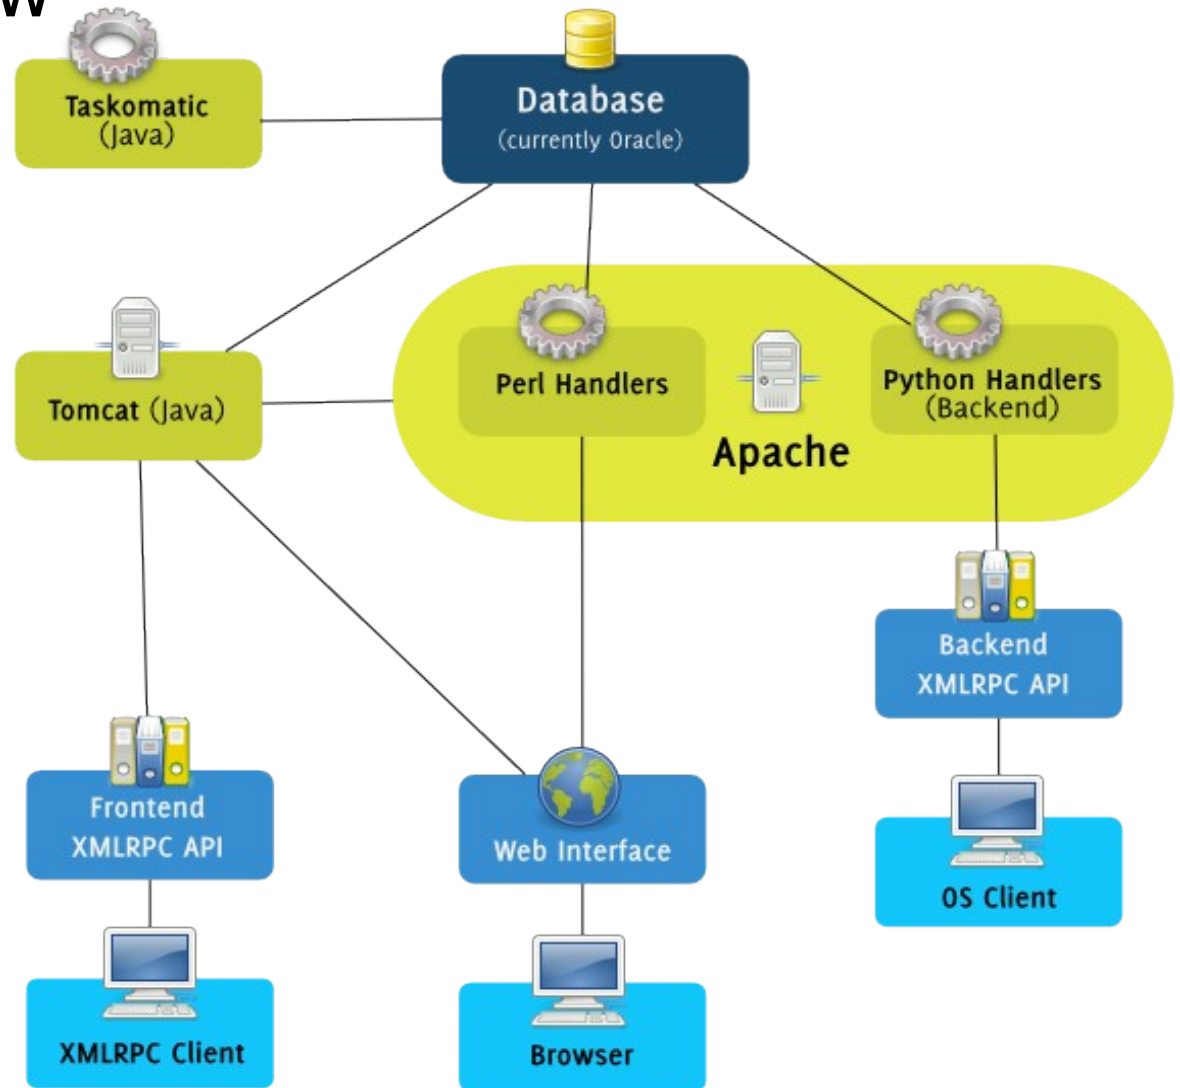 w
Taskomatic
(Java)
Database
(currently Oracle)
Tomcat (Java)
Perl Handlers
Python Handlers
(Backend)
Apache
Backend
XMLRPC API
Frontend
XMLRPC API
Web Interface
OS Client
XMLRPC Client
Browser